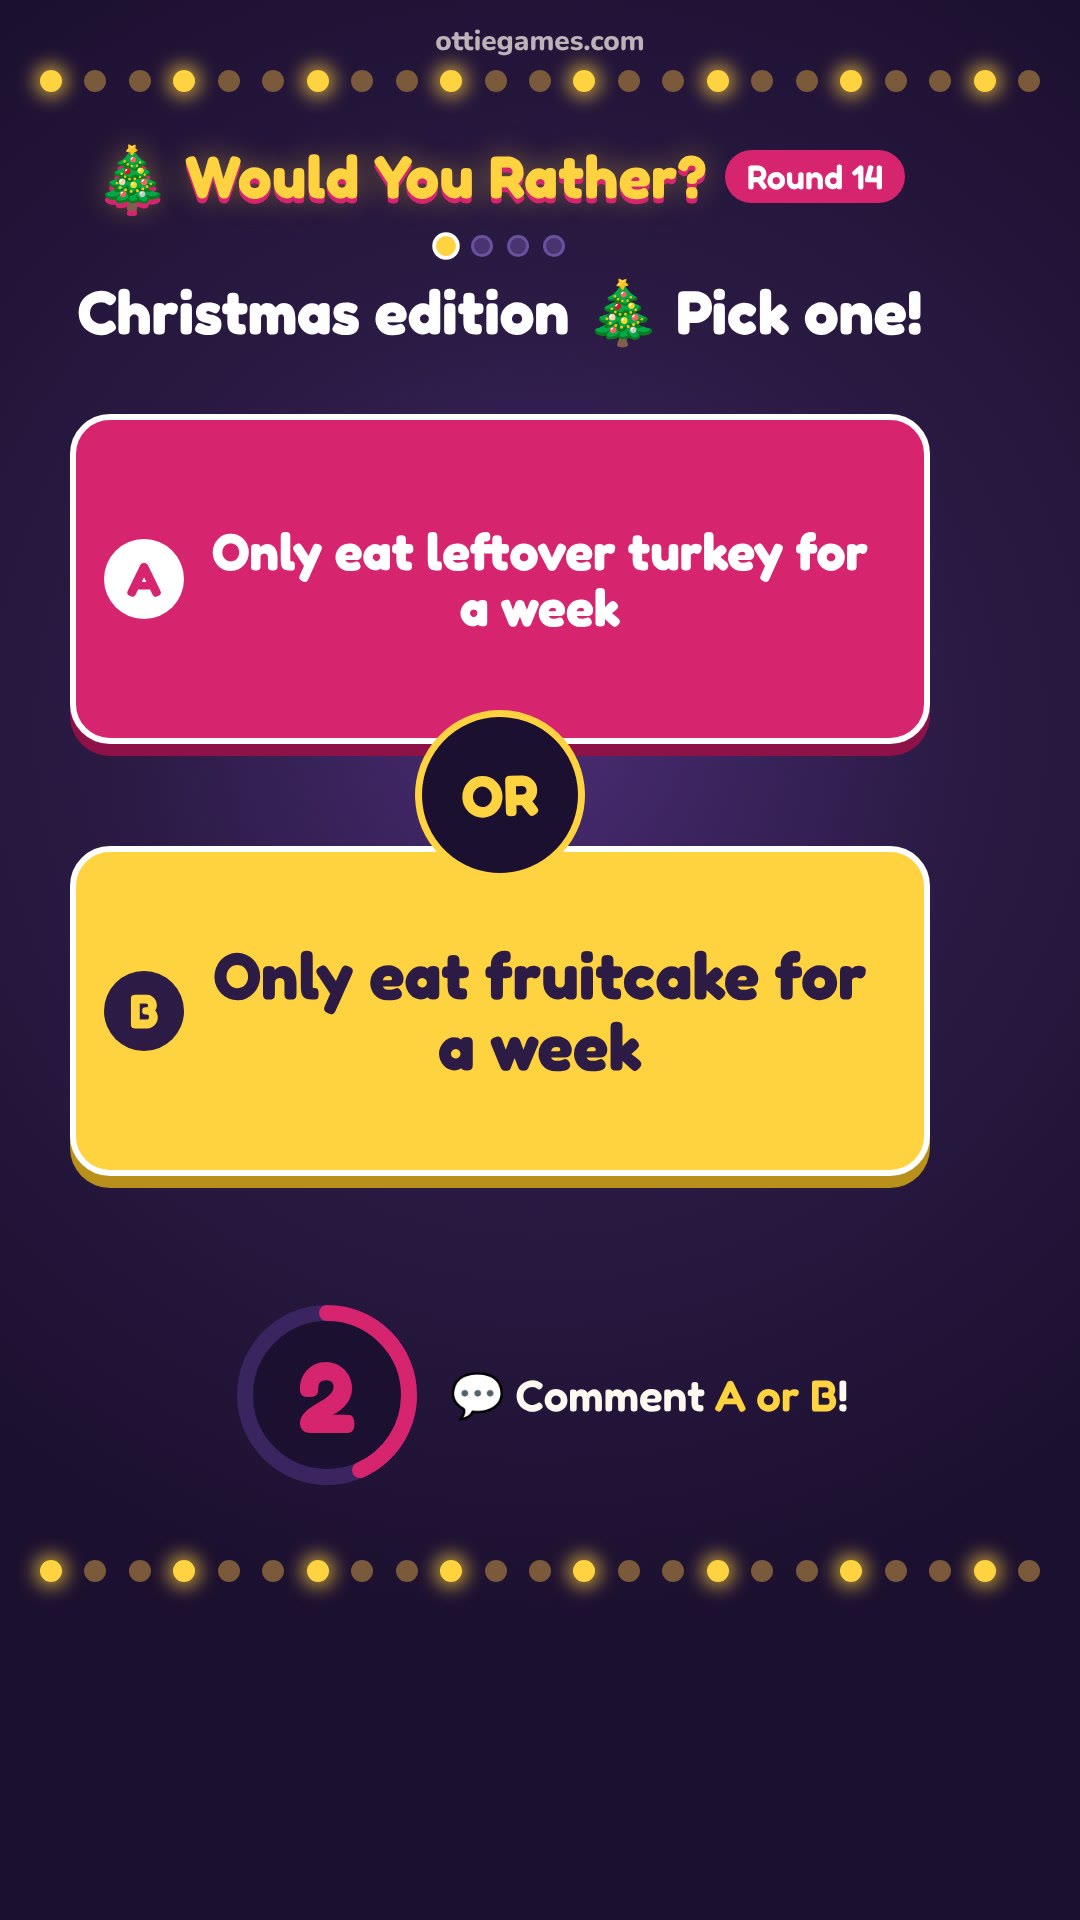 ottiegames.com
🎄 Would You Rather? Round 14
Christmas edition 🎄 Pick one!
A
Only eat leftover turkey for
a week
OR
B
Only eat fruitcake for
a week
2
💬 Comment A or B!